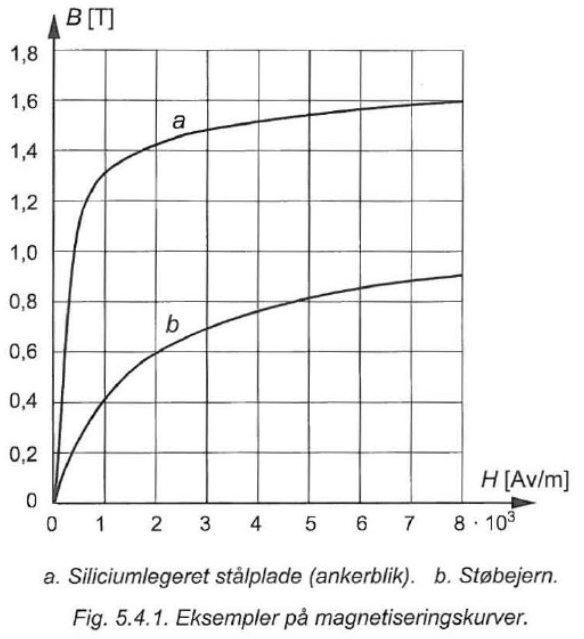 B [T]
1,8
1,6
a
1,4
1,2
1,0
0,8
b
0,6
0,4
0,2
H [Av/m]
0
0 1 2 3 4 5 6 7 8 · 10³
a. Siliciumlegeret stålplade (ankerblik). b. Støbejern.
Fig. 5.4.1. Eksempler på magnetiseringskurver.